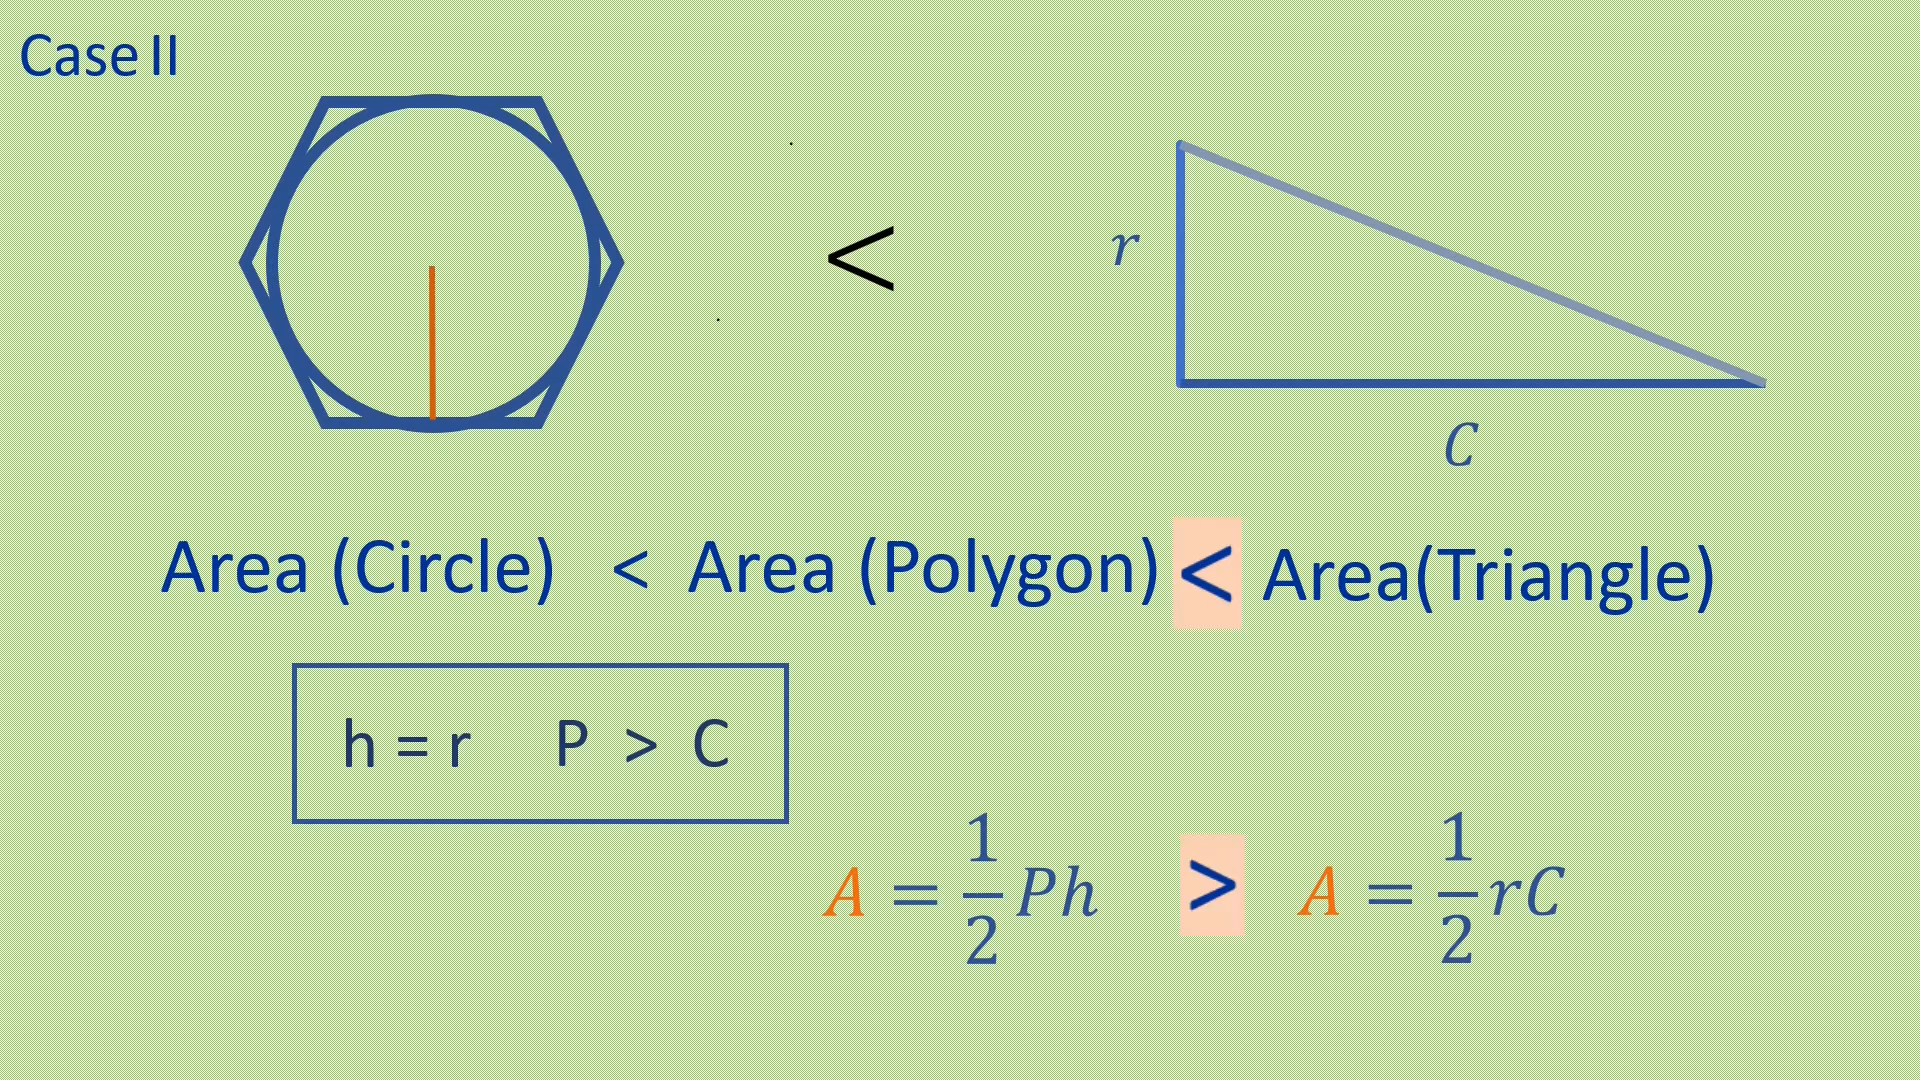 Case II
<
r
C
Area (Circle) < Area (Polygon) < Area(Triangle)
h = r P > C
A = 1/2 Ph > A = 1/2 rC